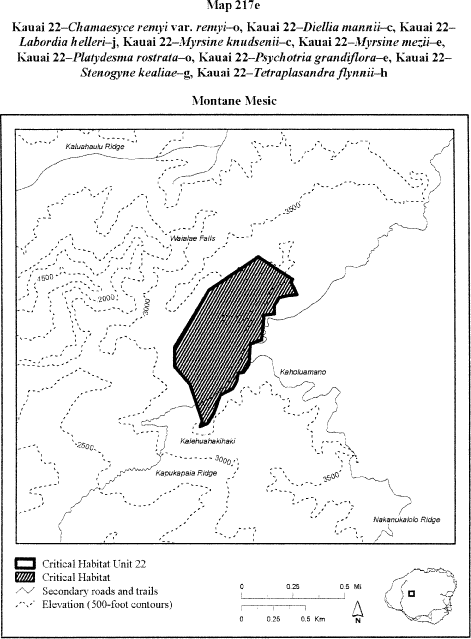 Map 217e
Kauai 22–Chamaesyce remyi var. remyi–o, Kauai 22–Diellia mannii–c, Kauai 22–
Labordia helleri–j, Kauai 22–Myrsine knudsenii–c, Kauai 22–Myrsine mezii–e,
Kauai 22–Platydesma rostrata–o, Kauai 22–Psychotria grandiflora–e, Kauai 22–
Stenogyne kealiae–g, Kauai 22–Tetraplasandra flynnii–h
Montane Mesic
Kaluahaulu Ridge
3500
Waialae Falls
1500
2000
3000
Kaholuamano
Kalehuahakihaki
2500
3000
Kapukapaia Ridge
3500
Nakanukalolo Ridge
Critical Habitat Unit 22
Critical Habitat
Secondary roads and trails
Elevation (500-foot contours)
0 0.25 0.5 Mi
0 0.25 0.5 Km
N